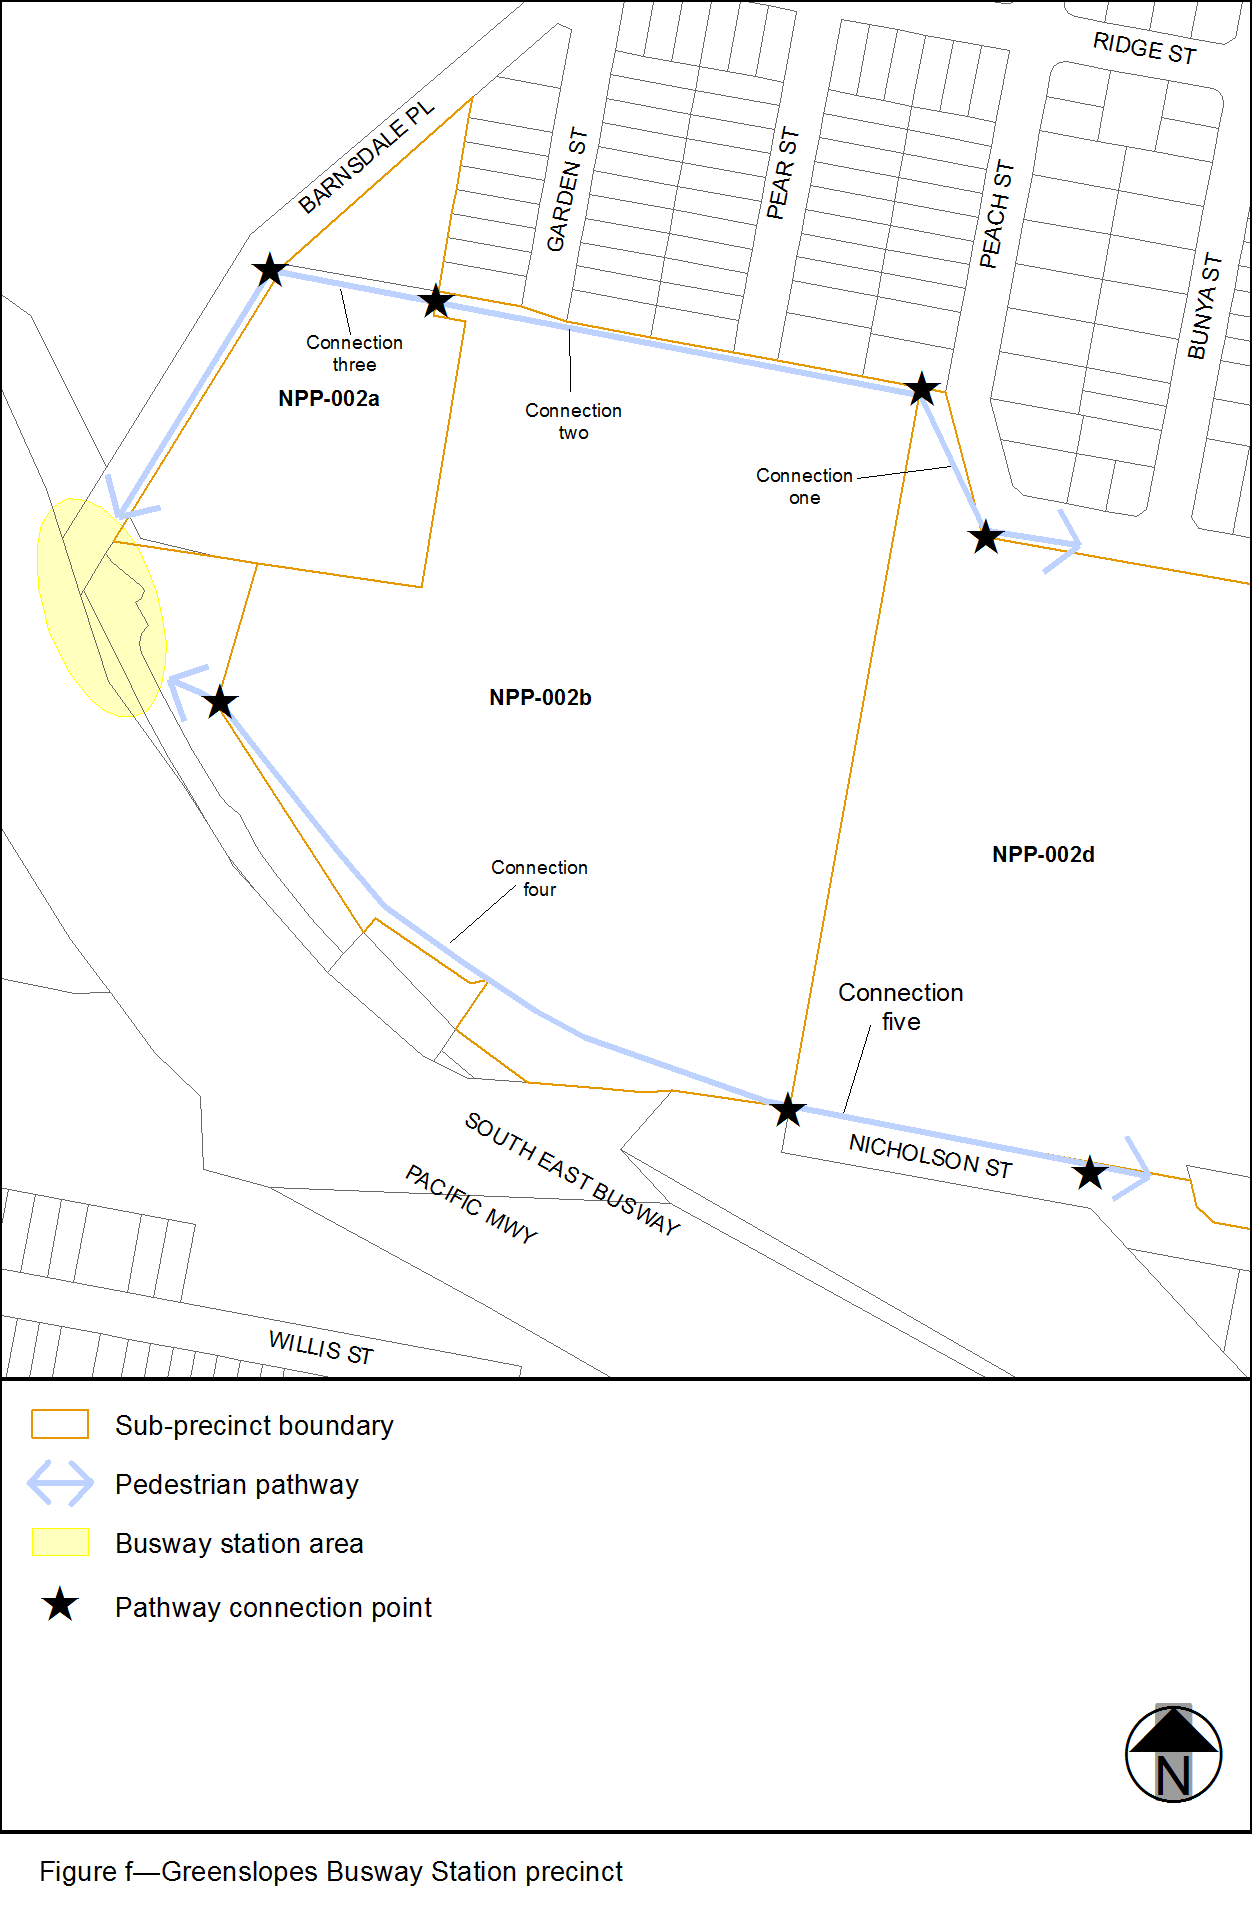 RIDGE ST
BARNSDALE PL
GARDEN ST
PEAR ST
PEACH ST
BUNYA ST
Connection
three
NPP-002a
Connection
two
Connection
one
NPP-002b
NPP-002d
Connection
four
Connection
five
SOUTH EAST BUSWAY
NICHOLSON ST
PACIFIC MWY
WILLIS ST
Sub-precinct boundary
Pedestrian pathway
Busway station area
Pathway connection point
N
Figure f—Greenslopes Busway Station precinct